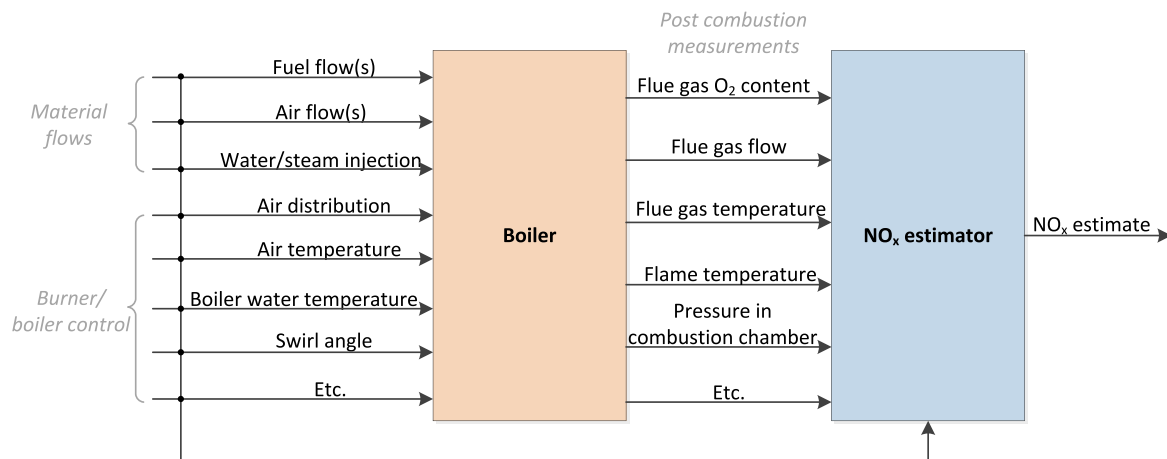 Post combustion
measurements
Material
flows
Fuel flow(s)
Air flow(s)
Water/steam injection
Burner/
boiler control
Air distribution
Air temperature
Boiler water temperature
Swirl angle
Etc.
Boiler
Flue gas O₂ content
Flue gas flow
Flue gas temperature
Flame temperature
Pressure in
combustion chamber
Etc.
NOₓ estimator
NOₓ estimate